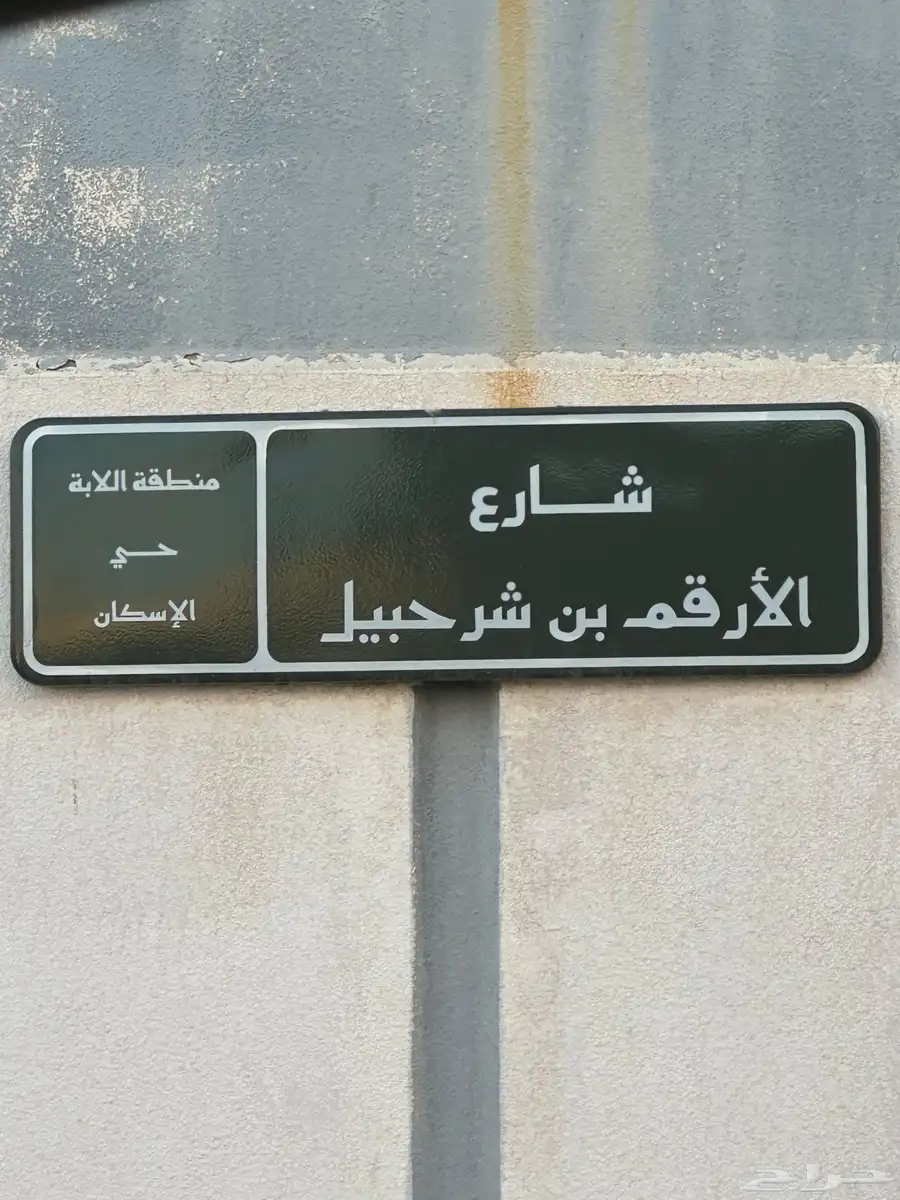 شارع
الأرقم بن شرحبيل
منطقة اللابة
حي
الإسكان
حراج